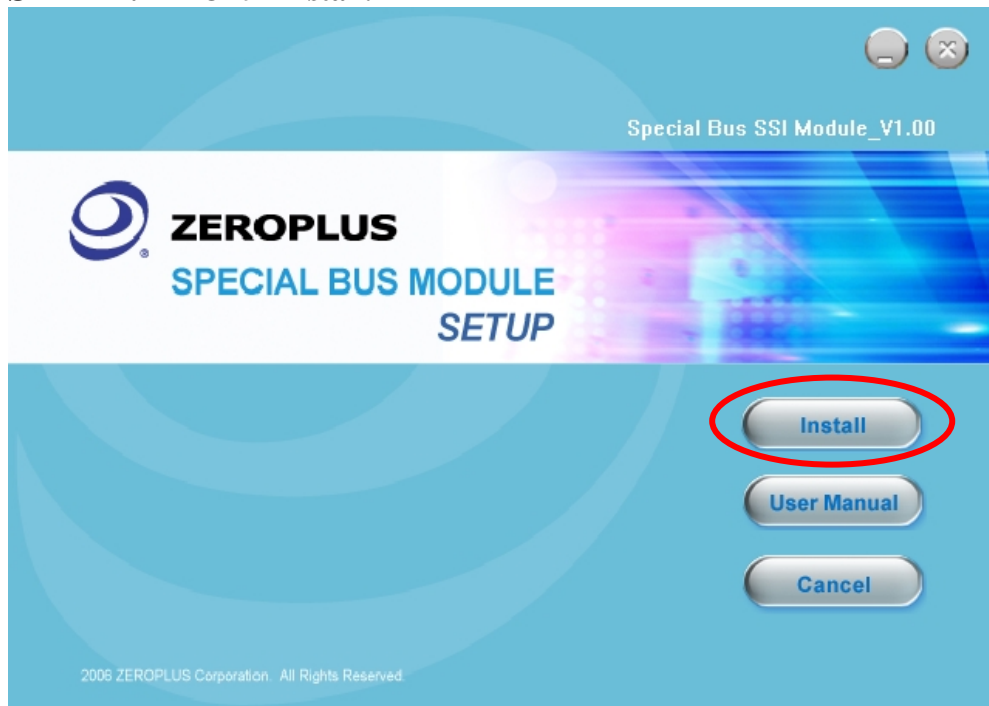 Special Bus SSI Module_V1.00
ZEROPLUS
®
SPECIAL BUS MODULE
SETUP
Install
User Manual
Cancel
2006 ZEROPLUS Corporation. All Rights Reserved.